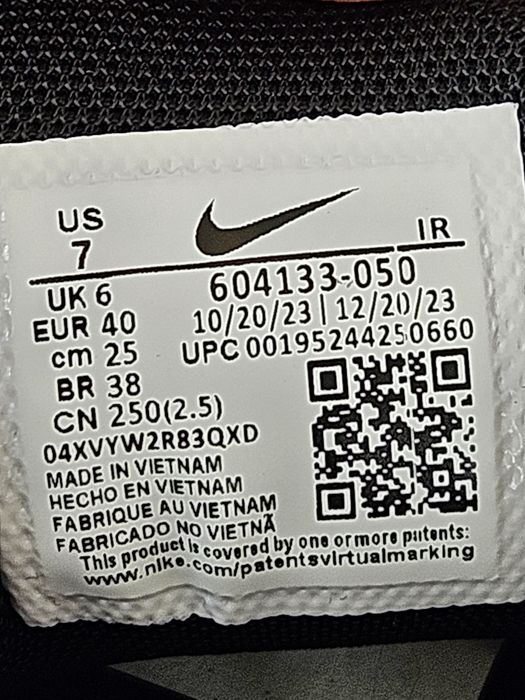 US
7
IR
UK 6
EUR 40
cm 25
BR 38
CN 250(2.5)
604133-050
10/20/23 | 12/20/23
UPC 00195244250660
04XVYW2R83QXD
MADE IN VIETNAM
HECHO EN VIETNAM
FABRIQUE AU VIETNAM
FABRICADO NO VIETNÃ
This product is covered by one or more patents:
www.nike.com/patentsvirtualmarking